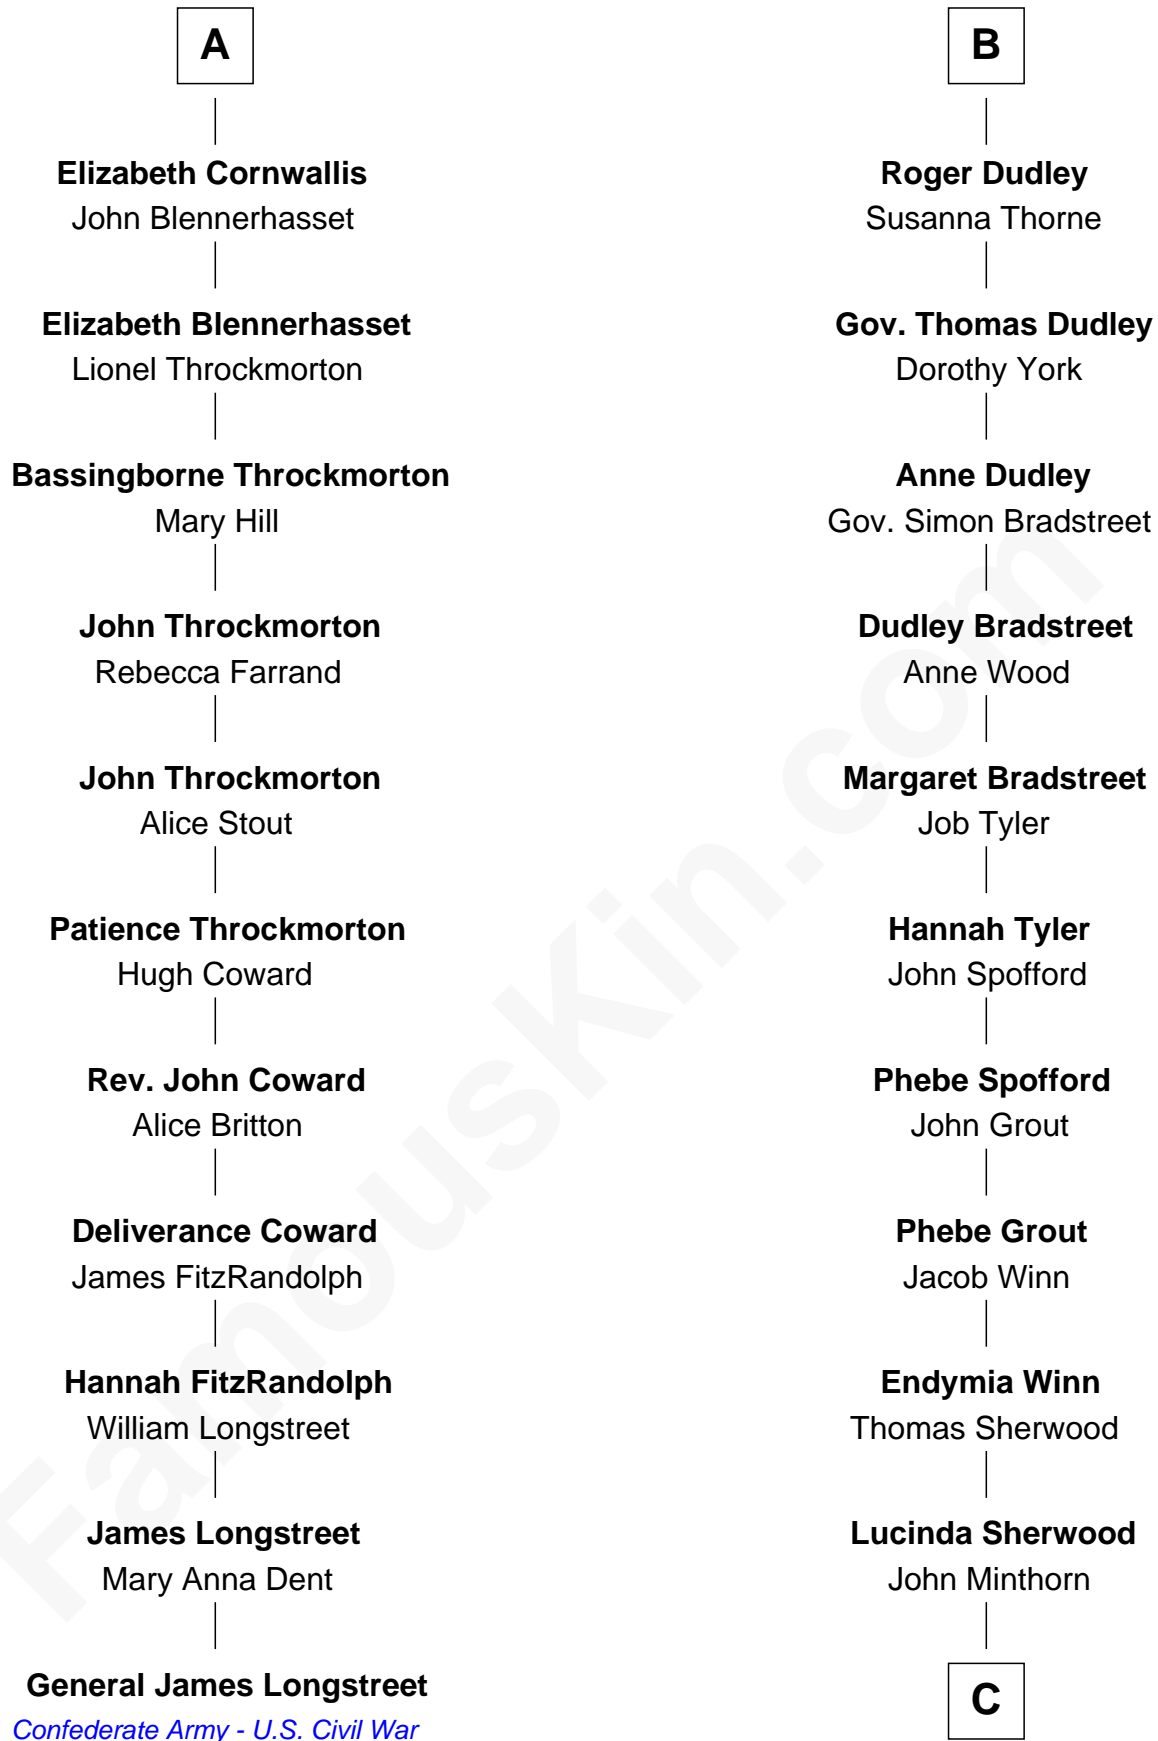 A
Elizabeth Cornwallis
John Blennerhasset
Elizabeth Blennerhasset
Lionel Throckmorton
Bassingborne Throckmorton
Mary Hill
John Throckmorton
Rebecca Farrand
John Throckmorton
Alice Stout
Patience Throckmorton
Hugh Coward
Rev. John Coward
Alice Britton
Deliverance Coward
James FitzRandolph
Hannah FitzRandolph
William Longstreet
James Longstreet
Mary Anna Dent
General James Longstreet
Confederate Army - U.S. Civil War
B
Roger Dudley
Susanna Thorne
Gov. Thomas Dudley
Dorothy York
Anne Dudley
Gov. Simon Bradstreet
Dudley Bradstreet
Anne Wood
Margaret Bradstreet
Job Tyler
Hannah Tyler
John Spofford
Phebe Spofford
John Grout
Phebe Grout
Jacob Winn
Endymia Winn
Thomas Sherwood
Lucinda Sherwood
John Minthorn
C
FamousKin.com